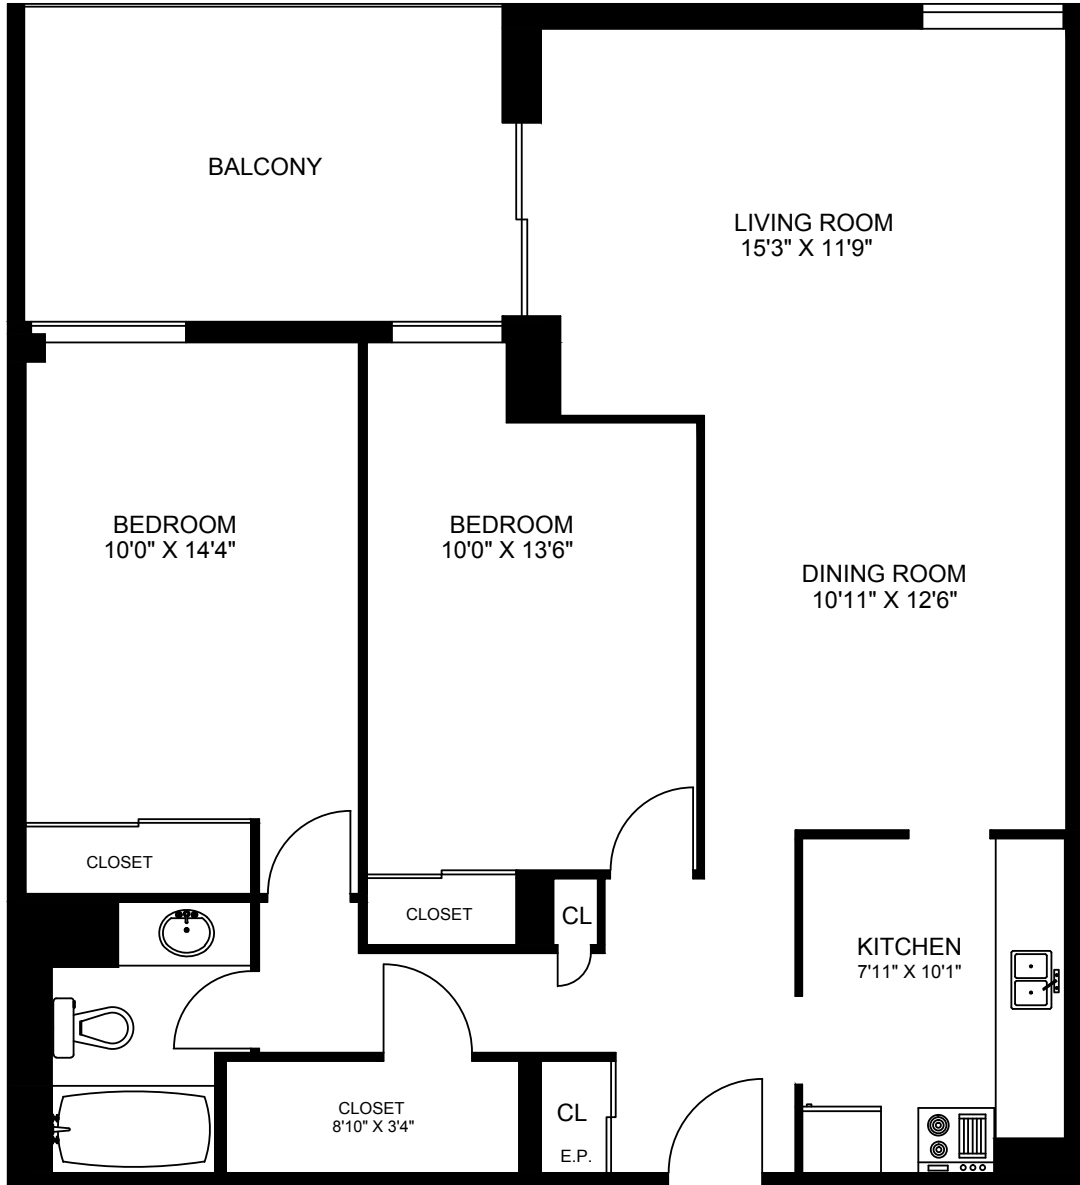 BALCONY
LIVING ROOM
15'3" X 11'9"
BEDROOM
10'0" X 14'4"
BEDROOM
10'0" X 13'6"
DINING ROOM
10'11" X 12'6"
CLOSET
CLOSET
CL
KITCHEN
7'11" X 10'1"
CLOSET
8'10" X 3'4"
CL
E.P.